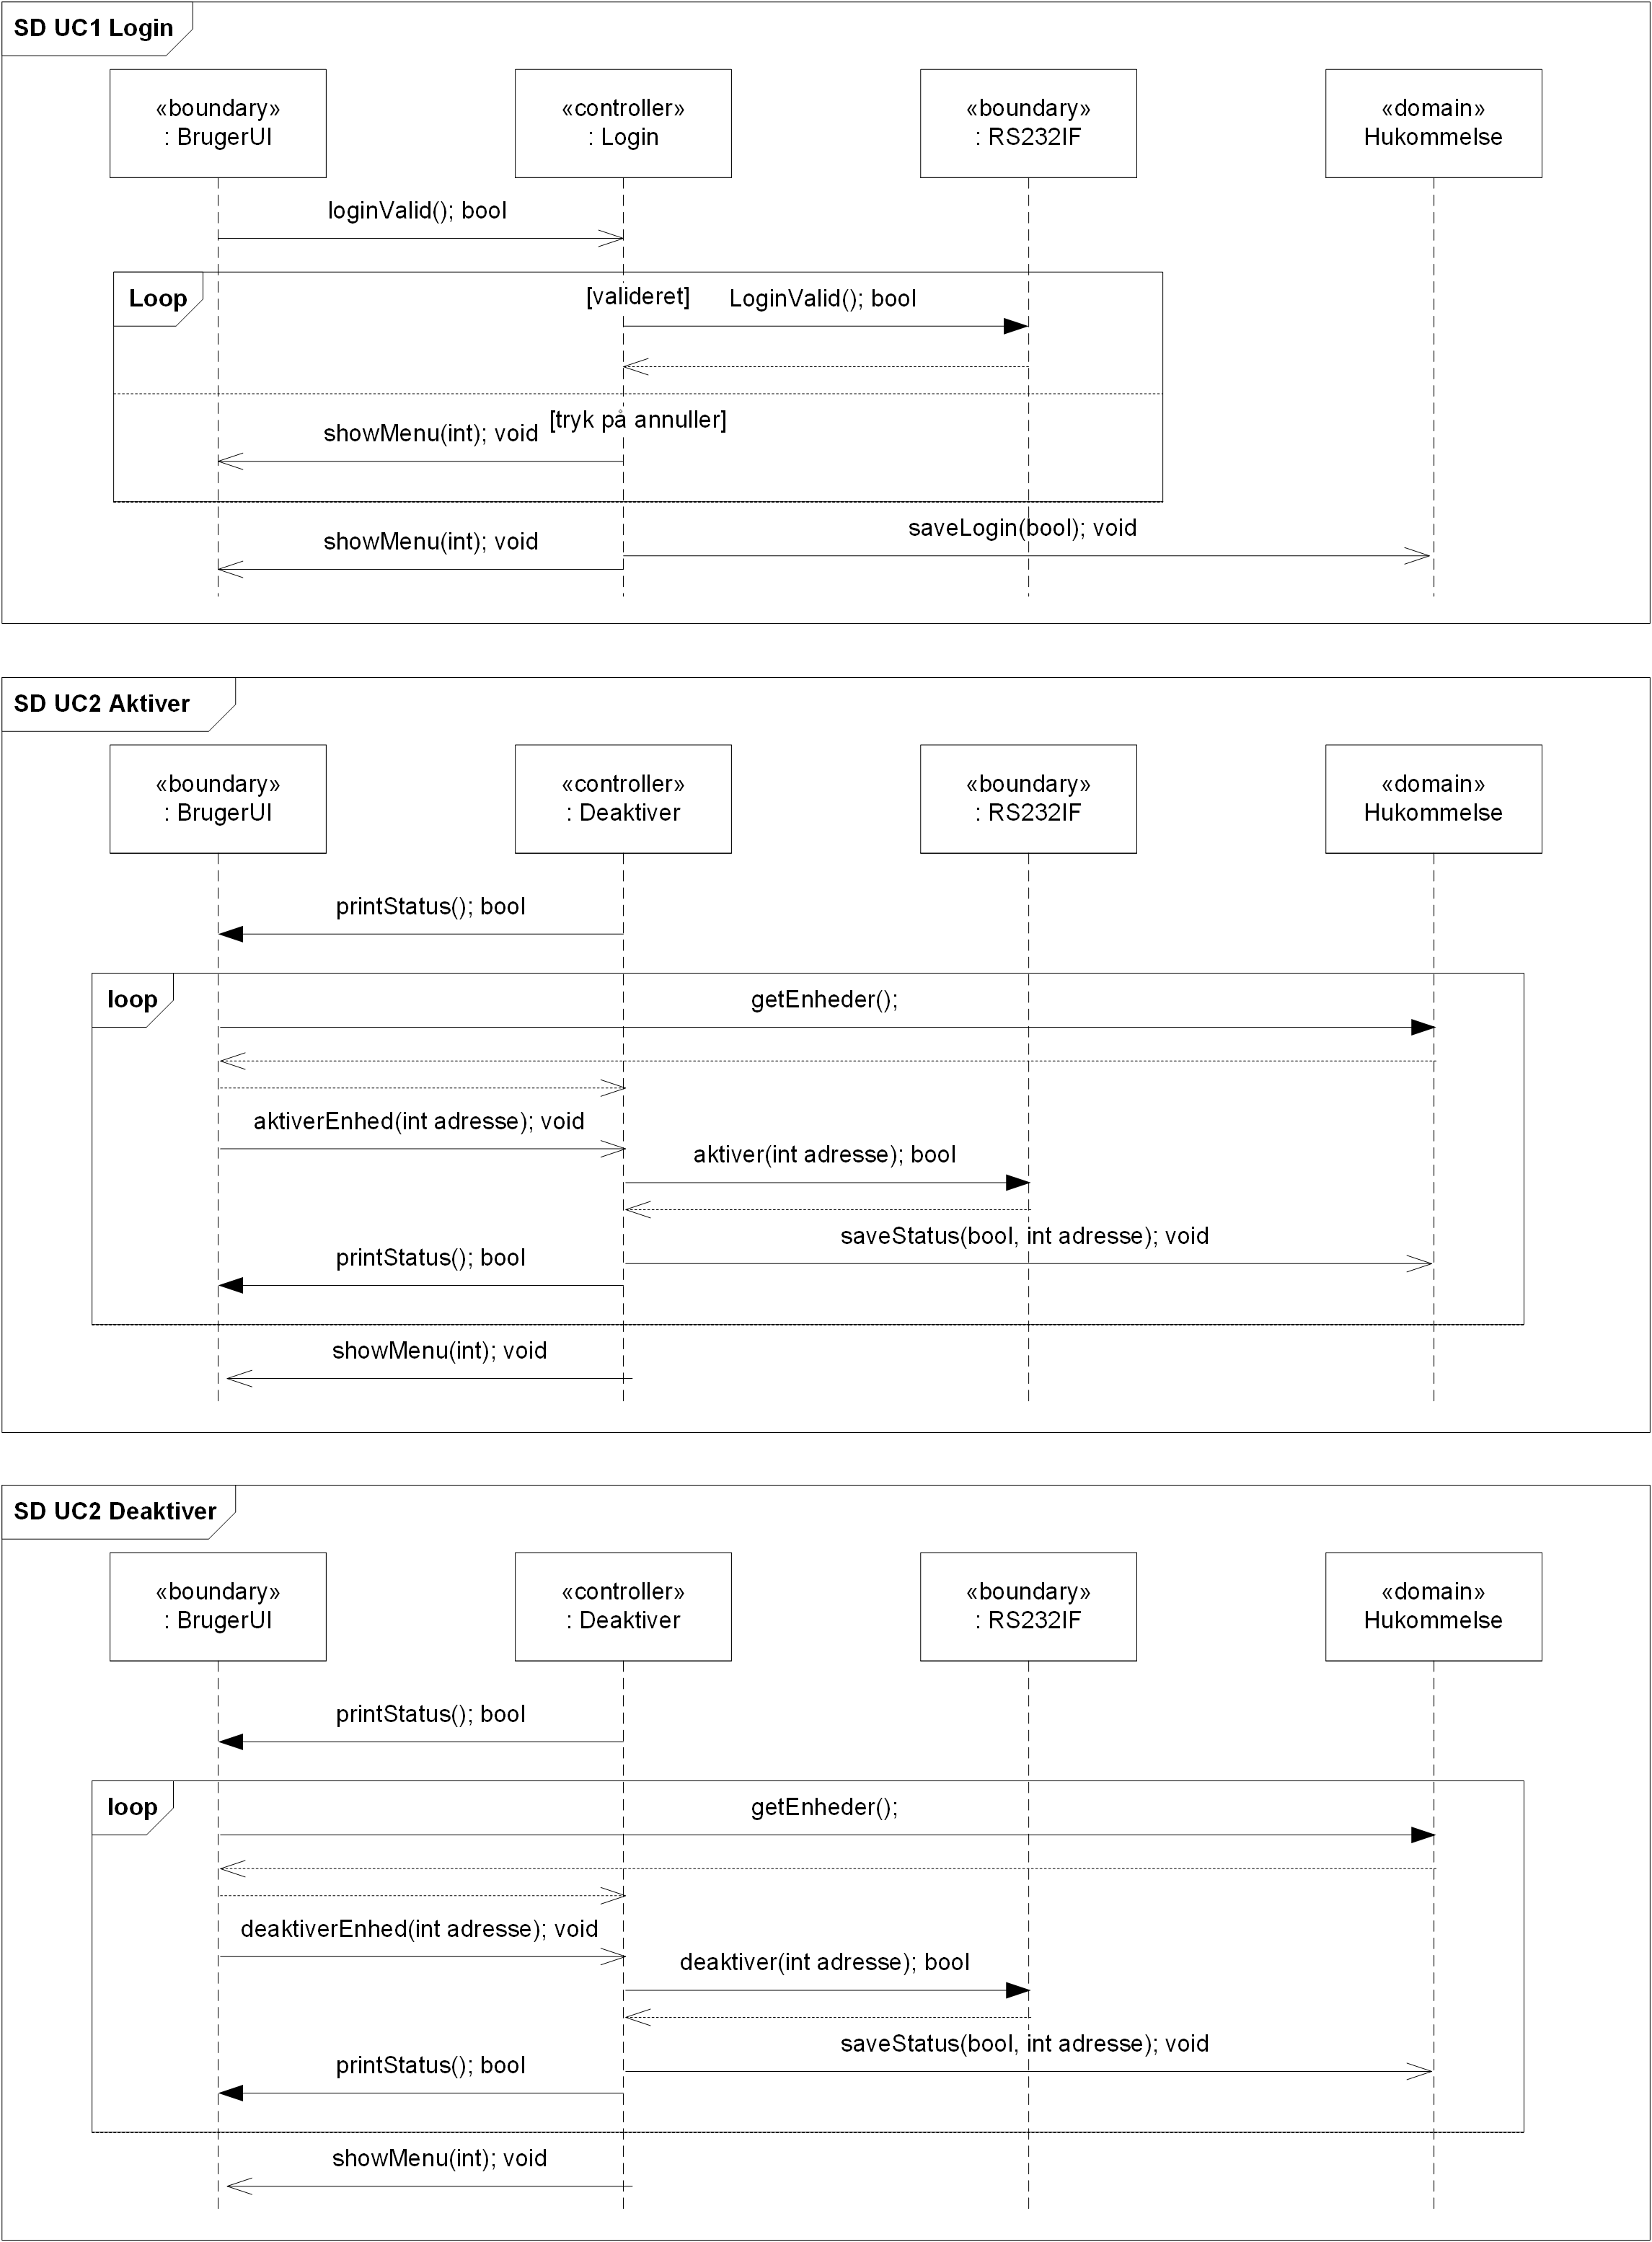 SD UC1 Login
«boundary»
: BrugerUI
«controller»
: Login
«boundary»
: RS232IF
«domain»
Hukommelse
loginValid(); bool
Loop
[valideret]
LoginValid(); bool
[tryk på annuller]
showMenu(int); void
saveLogin(bool); void
showMenu(int); void
SD UC2 Aktiver
«boundary»
: BrugerUI
«controller»
: Deaktiver
«boundary»
: RS232IF
«domain»
Hukommelse
printStatus(); bool
loop
getEnheder();
aktiverEnhed(int adresse); void
aktiver(int adresse); bool
saveStatus(bool, int adresse); void
printStatus(); bool
showMenu(int); void
SD UC2 Deaktiver
«boundary»
: BrugerUI
«controller»
: Deaktiver
«boundary»
: RS232IF
«domain»
Hukommelse
printStatus(); bool
loop
getEnheder();
deaktiverEnhed(int adresse); void
deaktiver(int adresse); bool
saveStatus(bool, int adresse); void
printStatus(); bool
showMenu(int); void